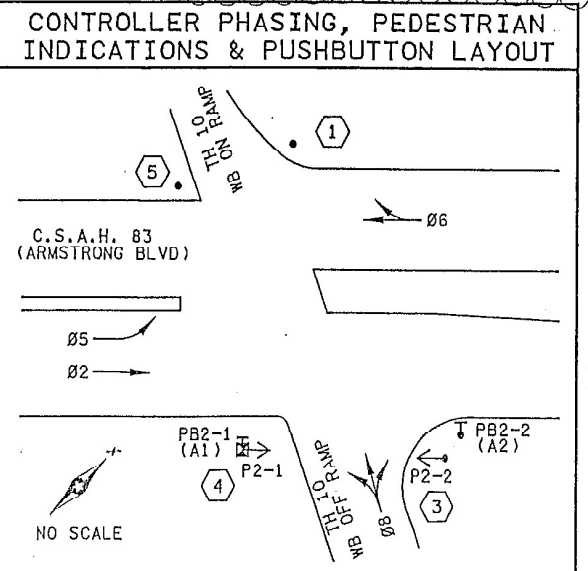 CONTROLLER PHASING, PEDESTRIAN
INDICATIONS & PUSHBUTTON LAYOUT
TH 10
WB ON RAMP
1
5
Ø6
C.S.A.H. 83
(ARMSTRONG BLVD)
Ø5
Ø2
PB2-1
(A1)
P2-1
4
PB2-2
(A2)
P2-2
3
TH 10
WB OFF RAMP
Ø8
NO SCALE